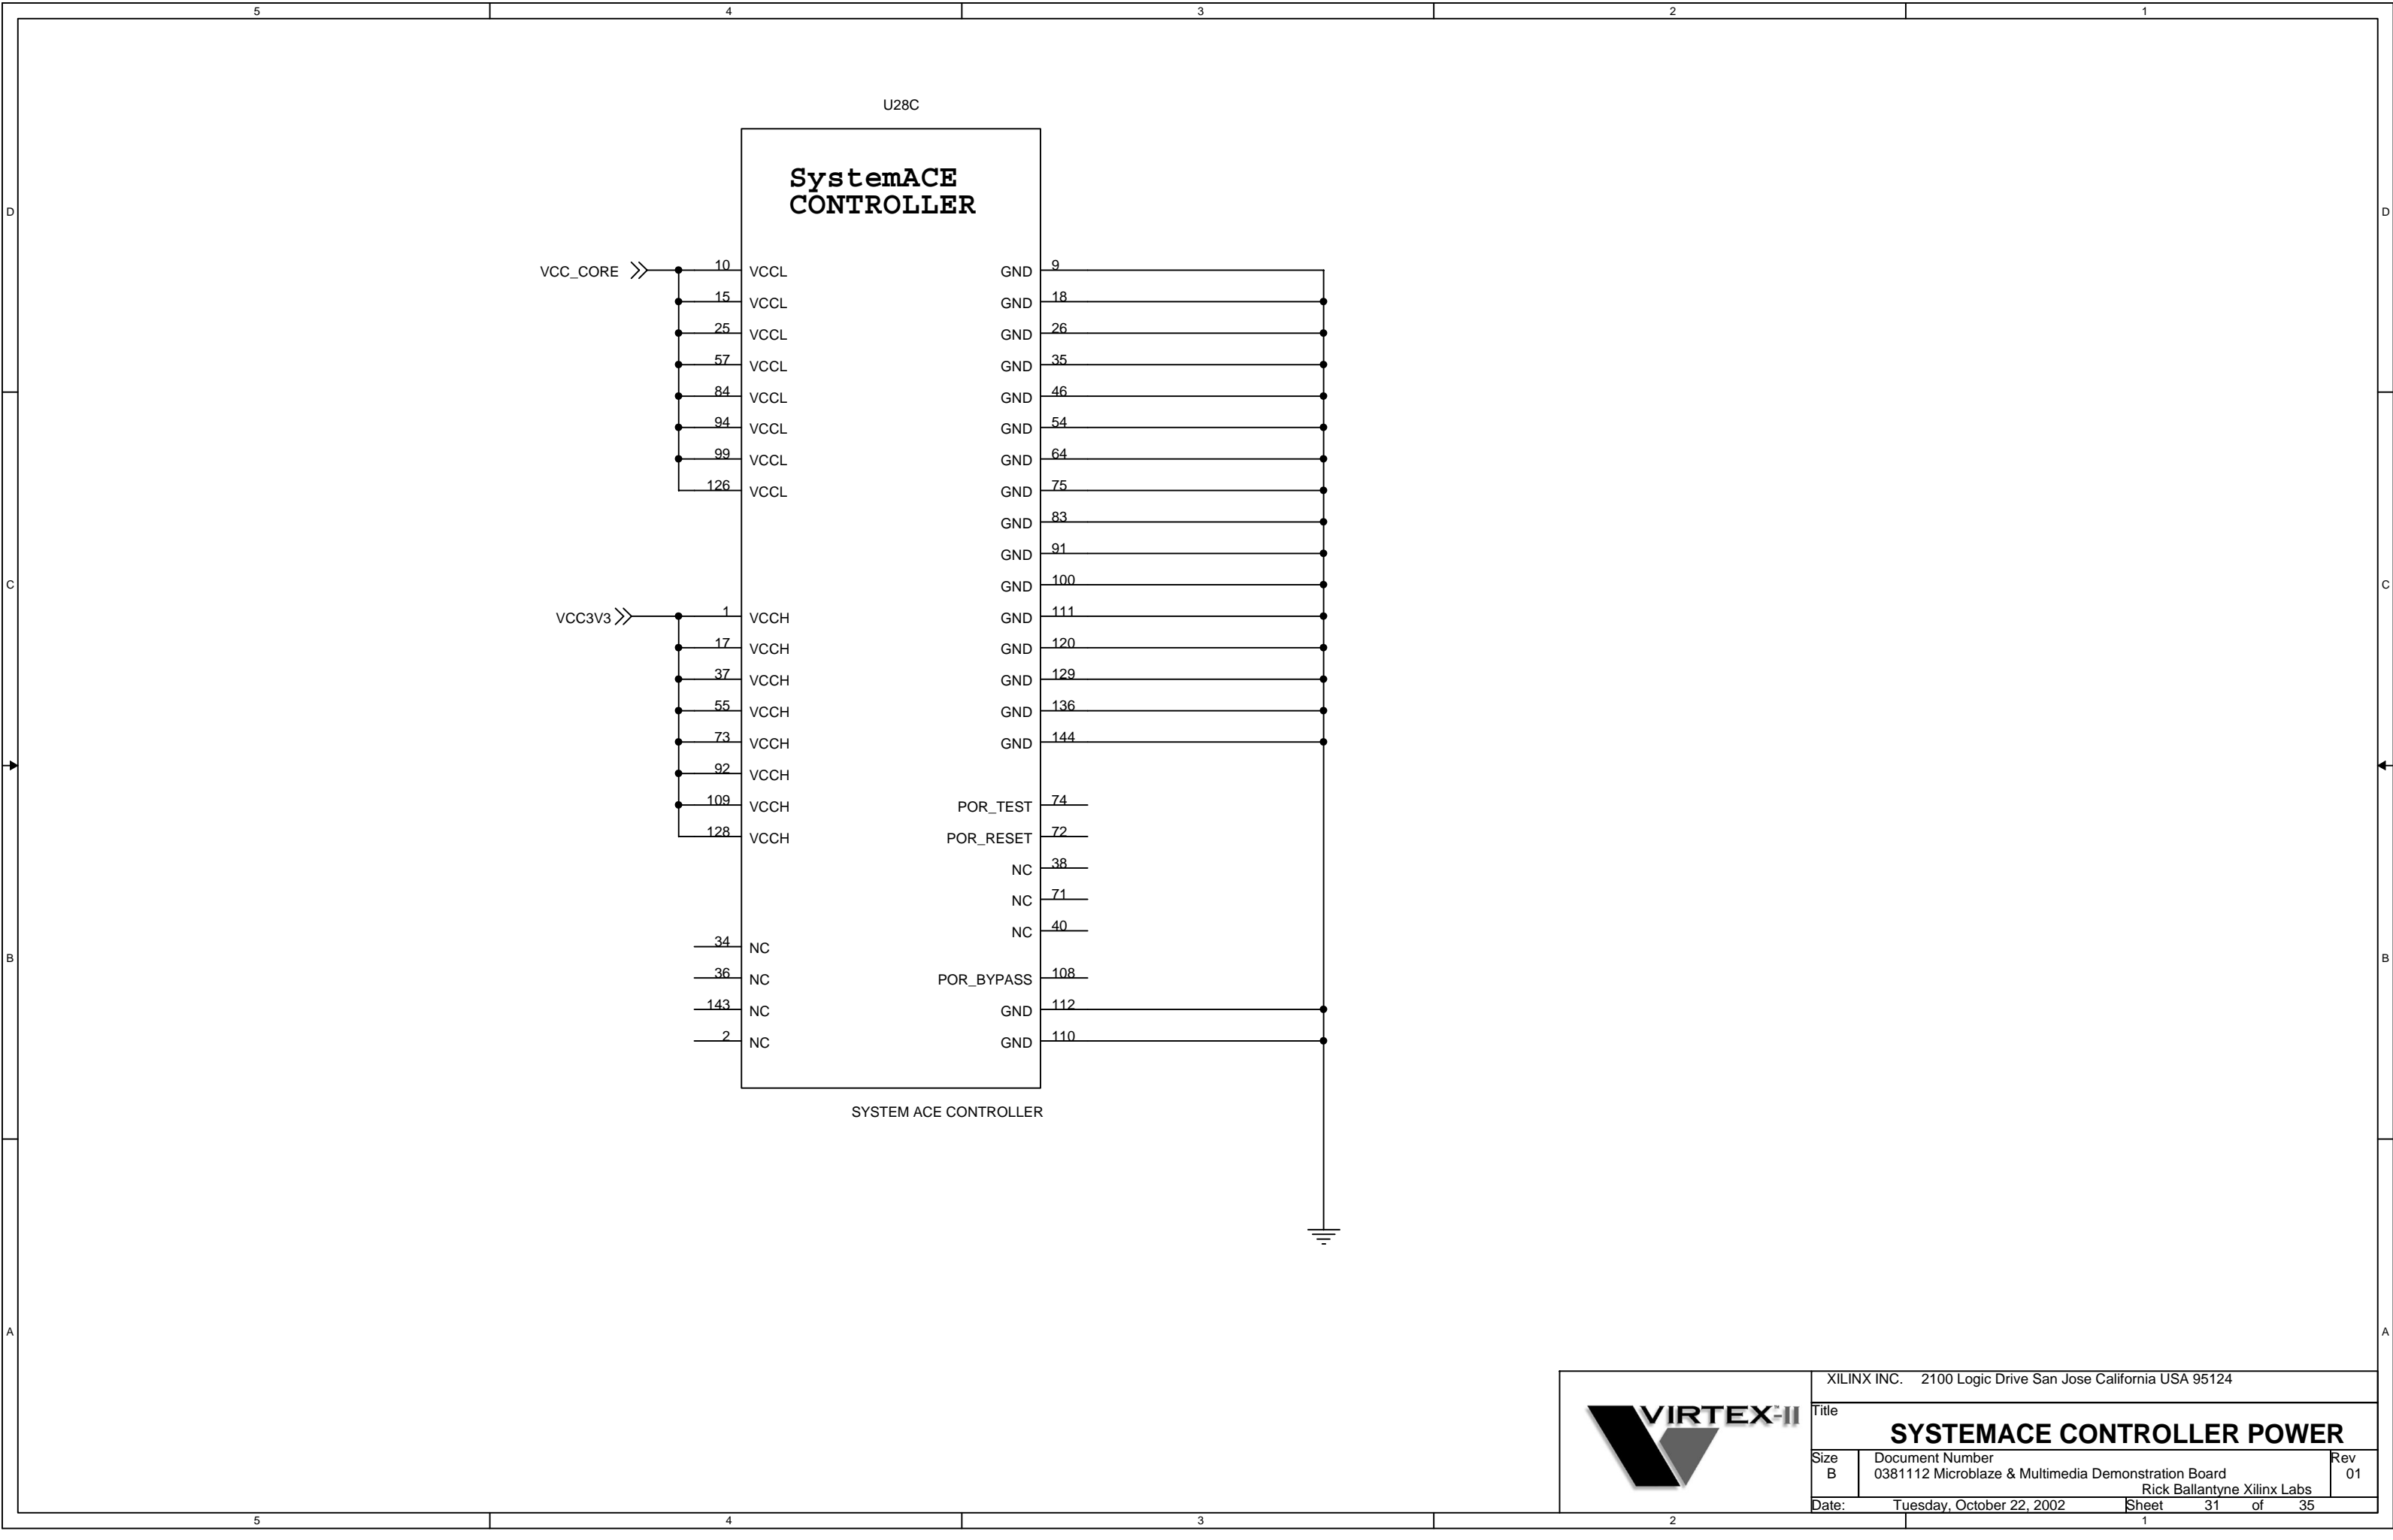 5 4 3 2 1
U28C
SystemACE
CONTROLLER
D D
VCC_CORE 10 VCCL GND 9
15 VCCL GND 18
25 VCCL GND 26
57 VCCL GND 35
84 VCCL GND 46
94 VCCL GND 54
99 VCCL GND 64
126 VCCL GND 75
GND 83
GND 91
C GND 100 C
VCC3V3 1 VCCH GND 111
17 VCCH GND 120
37 VCCH GND 129
55 VCCH GND 136
73 VCCH GND 144
92 VCCH
109 VCCH POR_TEST 74
128 VCCH POR_RESET 72
NC 38
NC 71
NC 40
34 NC
B B
36 NC POR_BYPASS 108
143 NC GND 112
2 NC GND 110
SYSTEM ACE CONTROLLER
A A
XILINX INC. 2100 Logic Drive San Jose California USA 95124
VIRTEX-II
Title
SYSTEMACE CONTROLLER POWER
Size Document Number Rev
B 0381112 Microblaze & Multimedia Demonstration Board 01
Rick Ballantyne Xilinx Labs
Date: Tuesday, October 22, 2002 Sheet 31 of 35
5 4 3 2 1